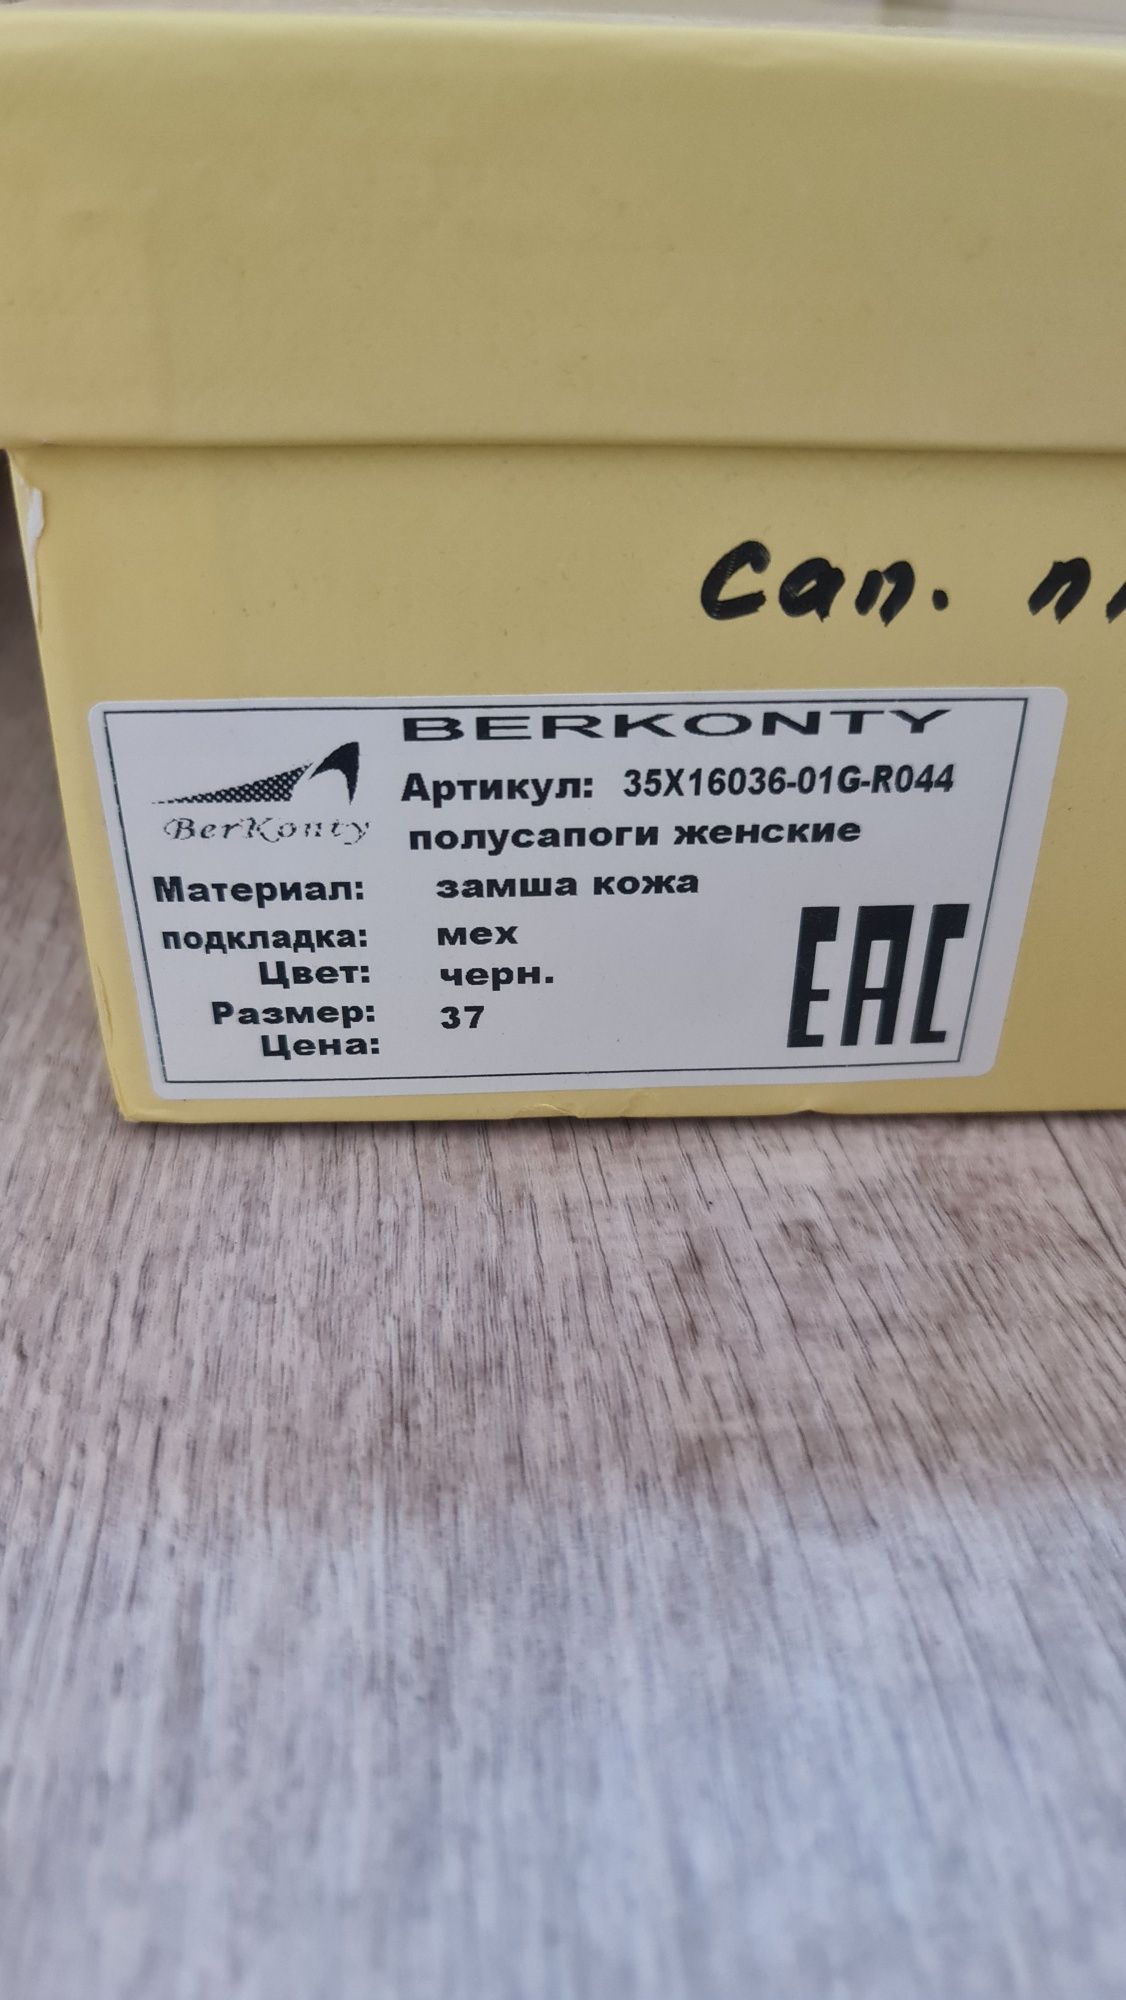 Сап.
BERKONTY
Артикул: 35X16036-01G-R044
BerKonty
полусапоги женские
Материал: замша кожа
подкладка: мех
Цвет: черн.
Размер: 37
Цена:
EAC